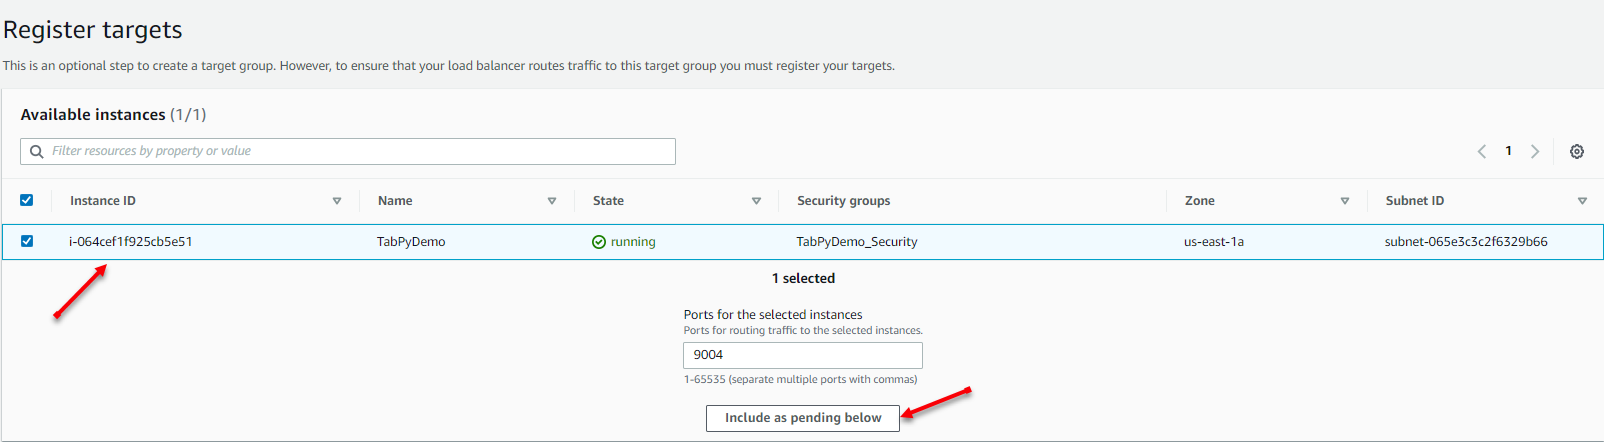 Register targets
This is an optional step to create a target group. However, to ensure that your load balancer routes traffic to this target group you must register your targets.
Available instances (1/1)
Filter resources by property or value
1
Instance ID Name State Security groups Zone Subnet ID
i-064cef1f925cb5e51 TabPyDemo running TabPyDemo_Security us-east-1a subnet-065e3c3c2f6329b66
1 selected
Ports for the selected instances
Ports for routing traffic to the selected instances.
9004
1-65535 (separate multiple ports with commas)
Include as pending below